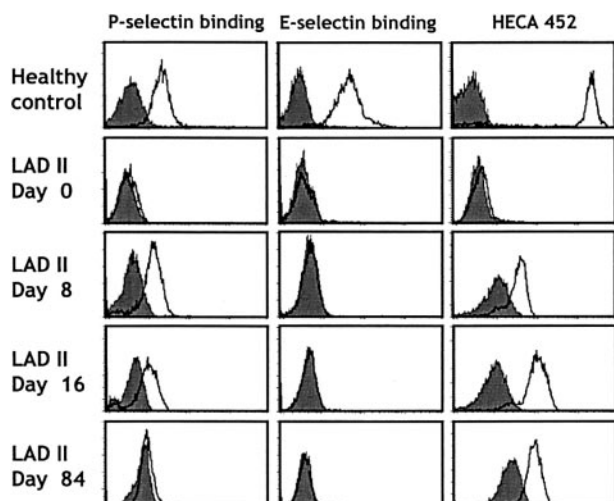 P-selectin binding E-selectin binding HECA 452
Healthy
control
LAD II
Day 0
LAD II
Day 8
LAD II
Day 16
LAD II
Day 84